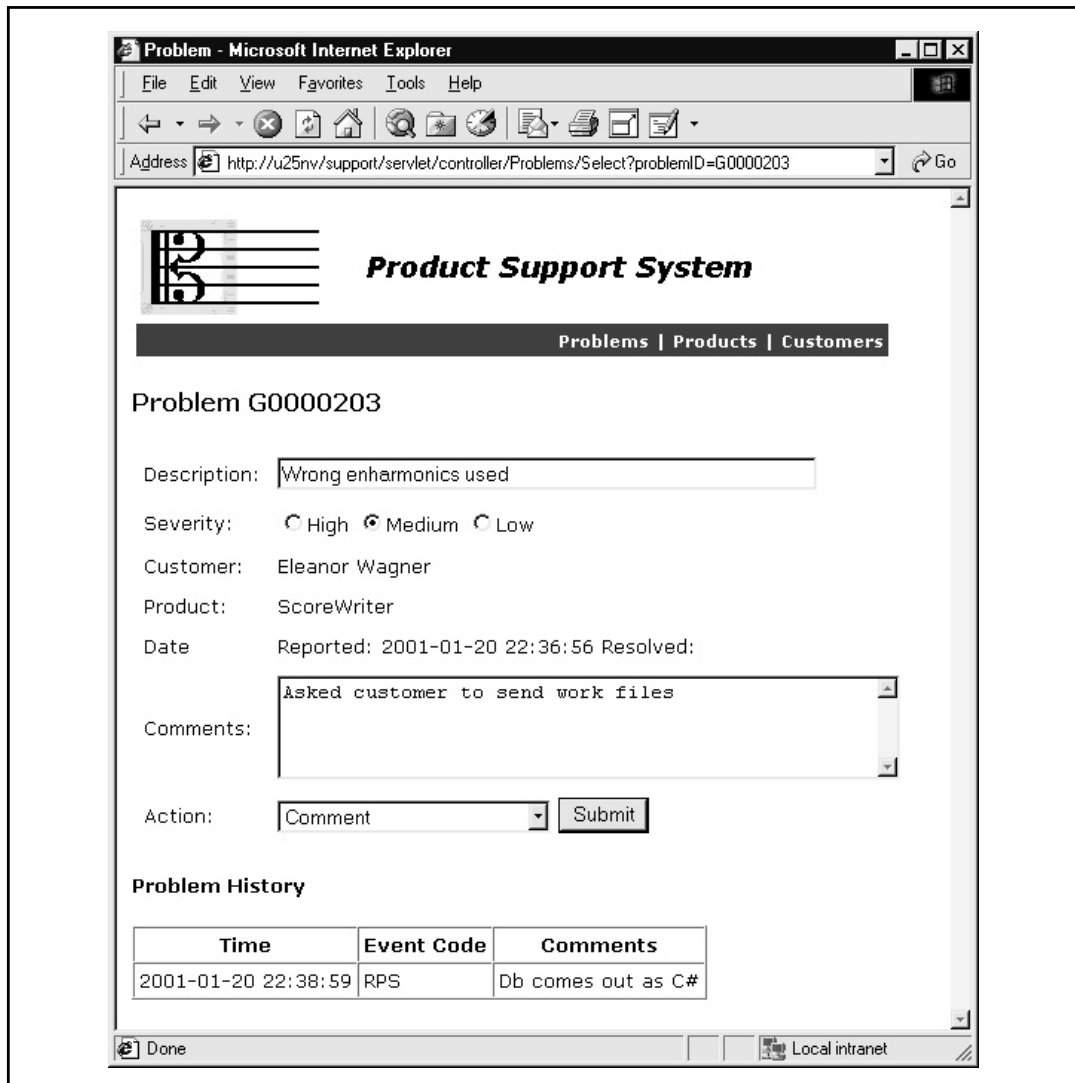 Problem - Microsoft Internet Explorer
File Edit View Favorites Tools Help
Address http://u25nv/support/servlet/controller/Problems/Select?problemID=G0000203 Go
Product Support System
Problems | Products | Customers
Problem G0000203
Description: Wrong enharmonics used
Severity: High Medium Low
Customer: Eleanor Wagner
Product: ScoreWriter
Date Reported: 2001-01-20 22:36:56 Resolved:
Comments: Asked customer to send work files
Action: Comment Submit
Problem History
Time Event Code Comments
2001-01-20 22:38:59 RPS Db comes out as C#
Done Local intranet